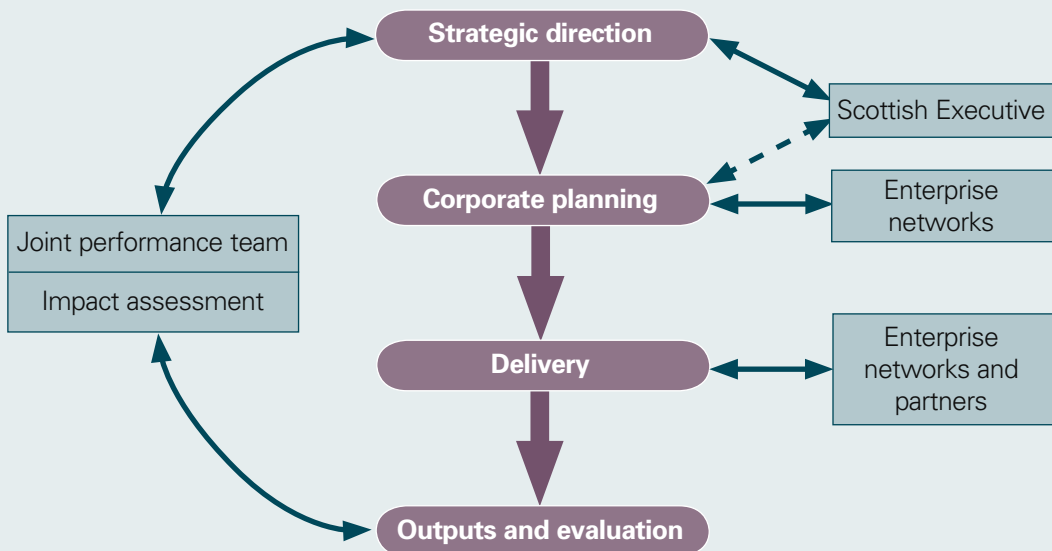 Strategic direction
Scottish Executive
Corporate planning
Enterprise
networks
Joint performance team
Impact assessment
Delivery
Enterprise
networks and
partners
Outputs and evaluation